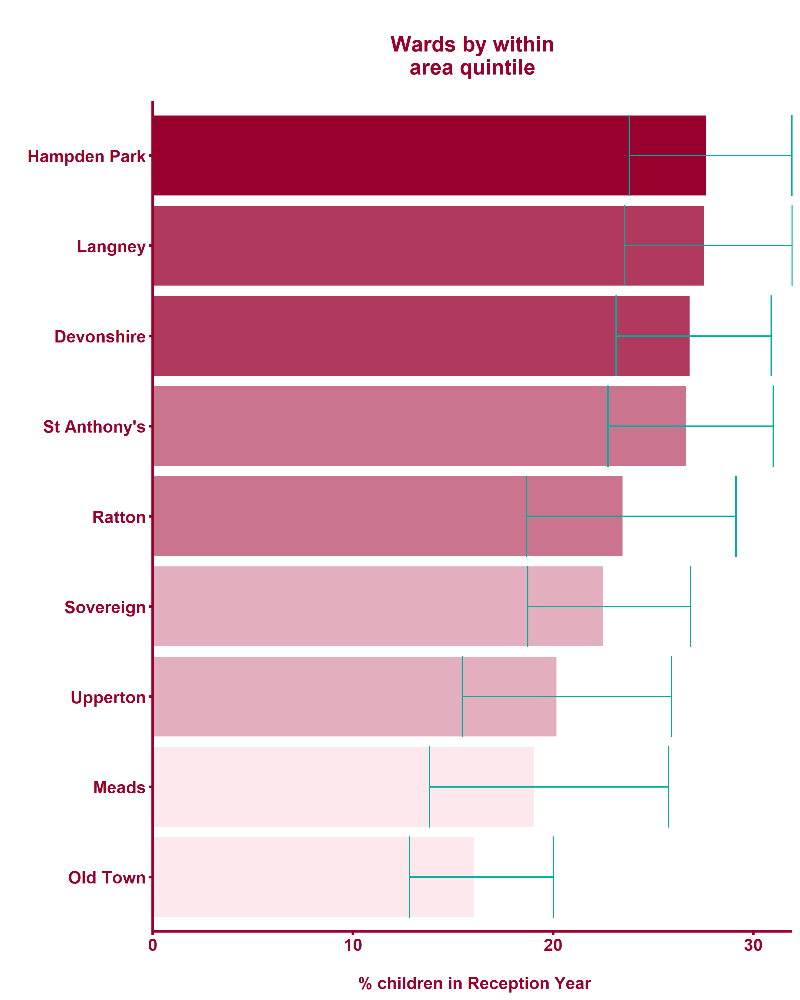 Wards by within
area quintile
Hampden Park
Langney
Devonshire
St Anthony's
Ratton
Sovereign
Upperton
Meads
Old Town
0 10 20 30
% children in Reception Year